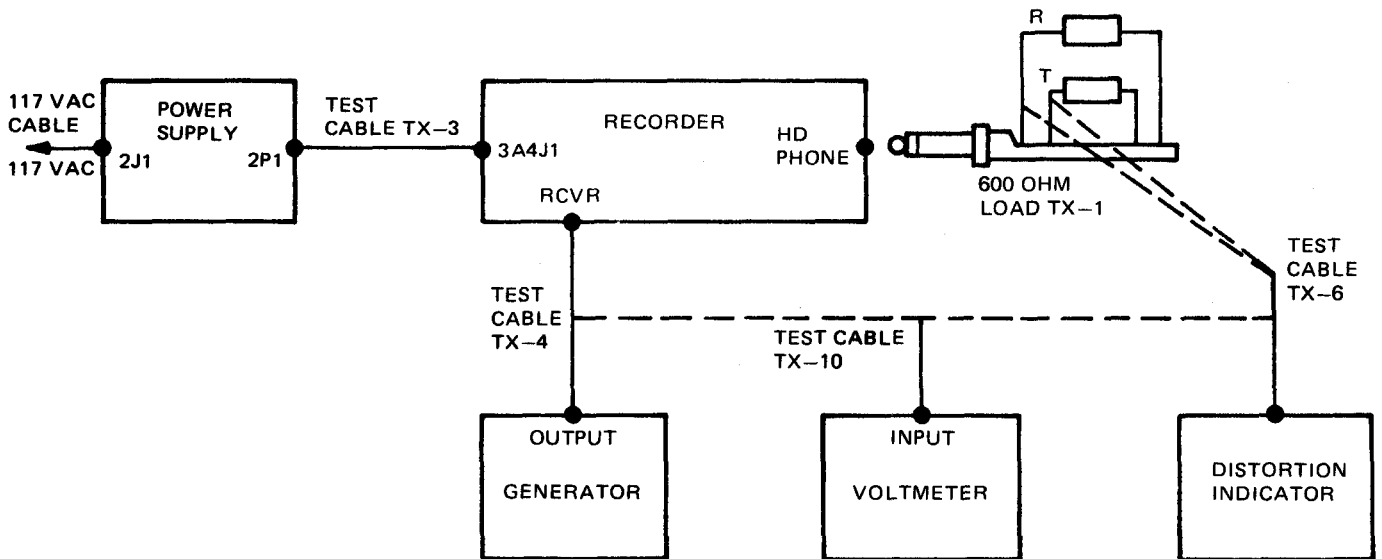 117 VAC
CABLE
117 VAC
POWER
SUPPLY
2J1
2P1
TEST
CABLE TX–3
RECORDER
3A4J1
HD
PHONE
RCVR
R
T
600 OHM
LOAD TX–1
TEST
CABLE
TX–6
TEST
CABLE
TX–4
TEST CABLE
TX–10
OUTPUT
GENERATOR
INPUT
VOLTMETER
DISTORTION
INDICATOR